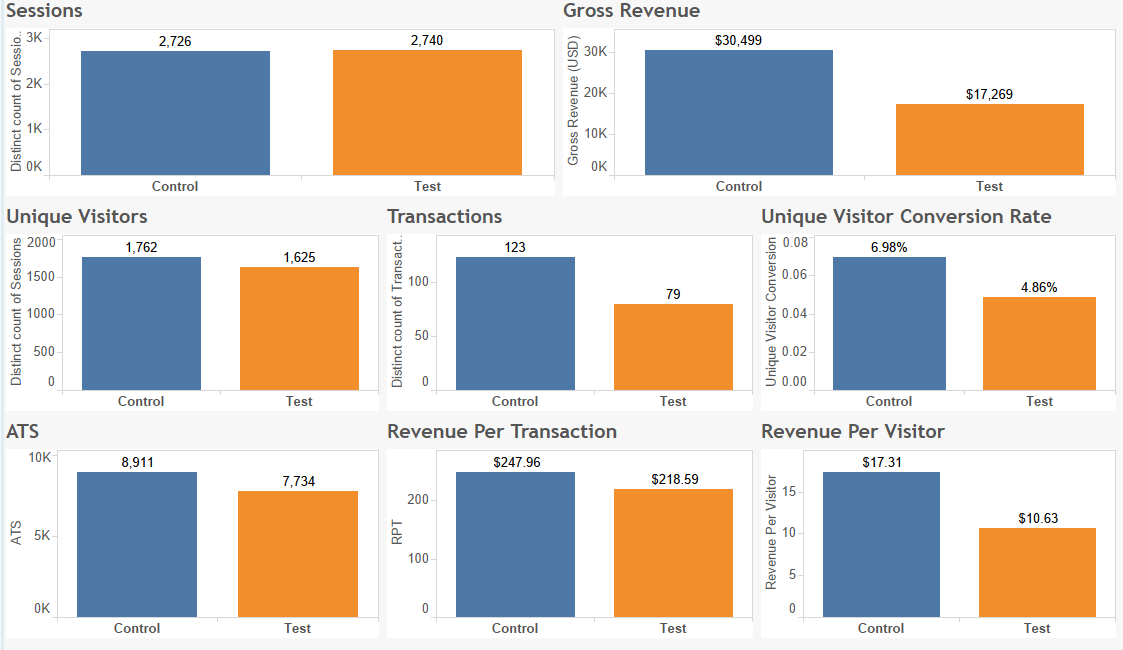 Sessions
Distinct count of Sessio..
3K
2K
1K
0K
2,726
2,740
Control
Test
Gross Revenue
Gross Revenue (USD)
30K
20K
10K
0K
$30,499
$17,269
Control
Test
Unique Visitors
Distinct count of Sessions
2000
1500
1000
500
0
1,762
1,625
Control
Test
Transactions
Distinct count of Transact..
100
50
0
123
79
Control
Test
Unique Visitor Conversion Rate
Unique Visitor Conversion
0.08
0.06
0.04
0.02
0.00
6.98%
4.86%
Control
Test
ATS
ATS
10K
5K
0K
8,911
7,734
Control
Test
Revenue Per Transaction
RPT
200
100
0
$247.96
$218.59
Control
Test
Revenue Per Visitor
Revenue Per Visitor
15
10
5
0
$17.31
$10.63
Control
Test